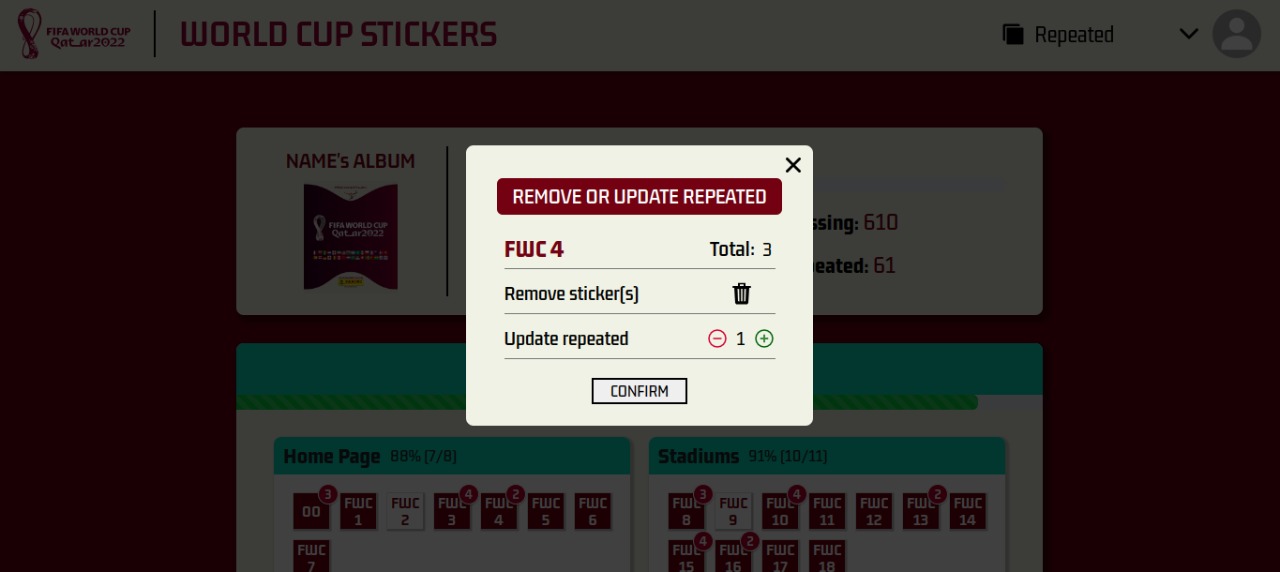 FIFA WORLD CUP
Qatar2022
WORLD CUP STICKERS
Repeated
NAME's ALBUM
FIFA WORLD CUP
Qatar2022
PANINI
REMOVE OR UPDATE REPEATED
FWC 4 Total: 3
Remove sticker(s)
Update repeated 1
CONFIRM
ssing: 610
eated: 61
Home Page 88% (7/8)
3 4 2
00 FWC 1 FWC 2 FWC 3 FWC 4 FWC 5 FWC 6
FWC 7
Stadiums 91% (10/11)
3 4 2
FWC 8 FWC 9 FWC 10 FWC 11 FWC 12 FWC 13 FWC 14
4 2
FWC 15 FWC 16 FWC 17 FWC 18